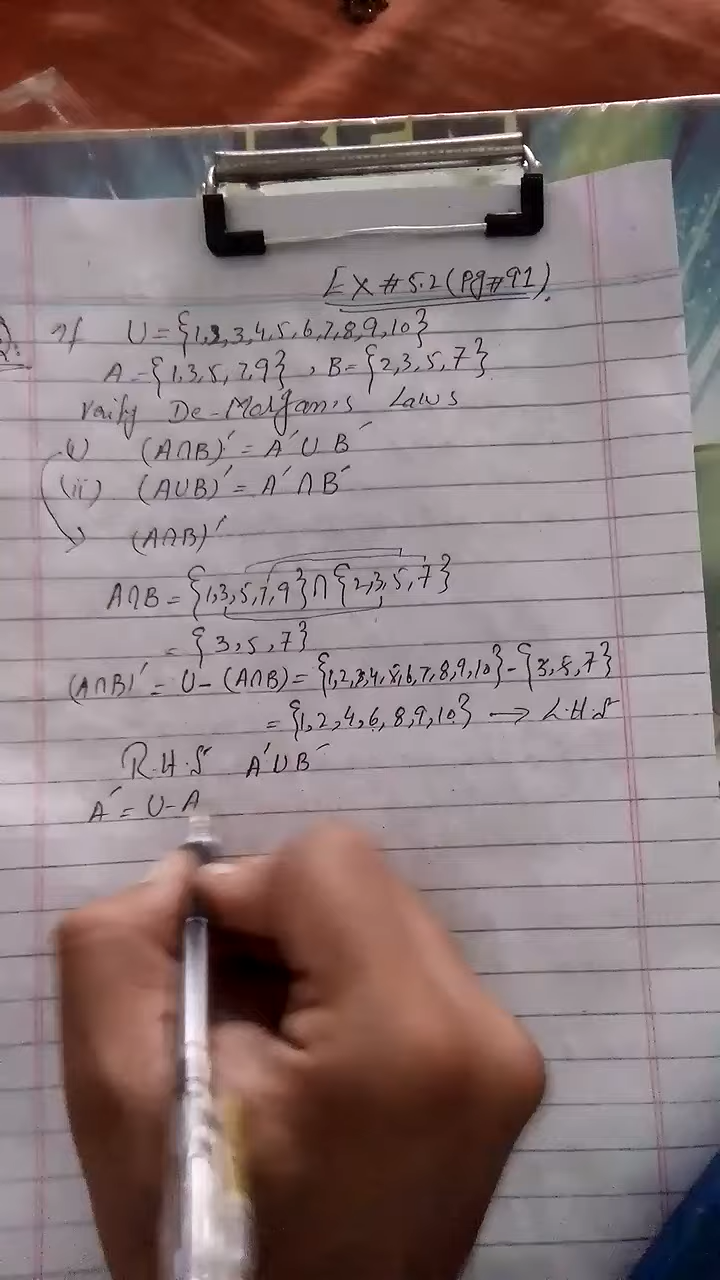 Ex # 5.2 (Pg # 91)
If U = {1,2,3,4,5,6,7,8,9,10}
A = {1,3,5,7,9} , B = {2,3,5,7}
Verify De-Morgan's Laws
(i) (A∩B)′ = A′ ∪ B′
(ii) (A∪B)′ = A′ ∩ B′
(A∩B)′
A∩B = {1,3,5,7,9} ∩ {2,3,5,7}
= {3,5,7}
(A∩B)′ = U - (A∩B) = {1,2,3,4,5,6,7,8,9,10} - {3,5,7}
= {1,2,4,6,8,9,10} → L.H.S
R.H.S A′∪B′
A′ = U-A